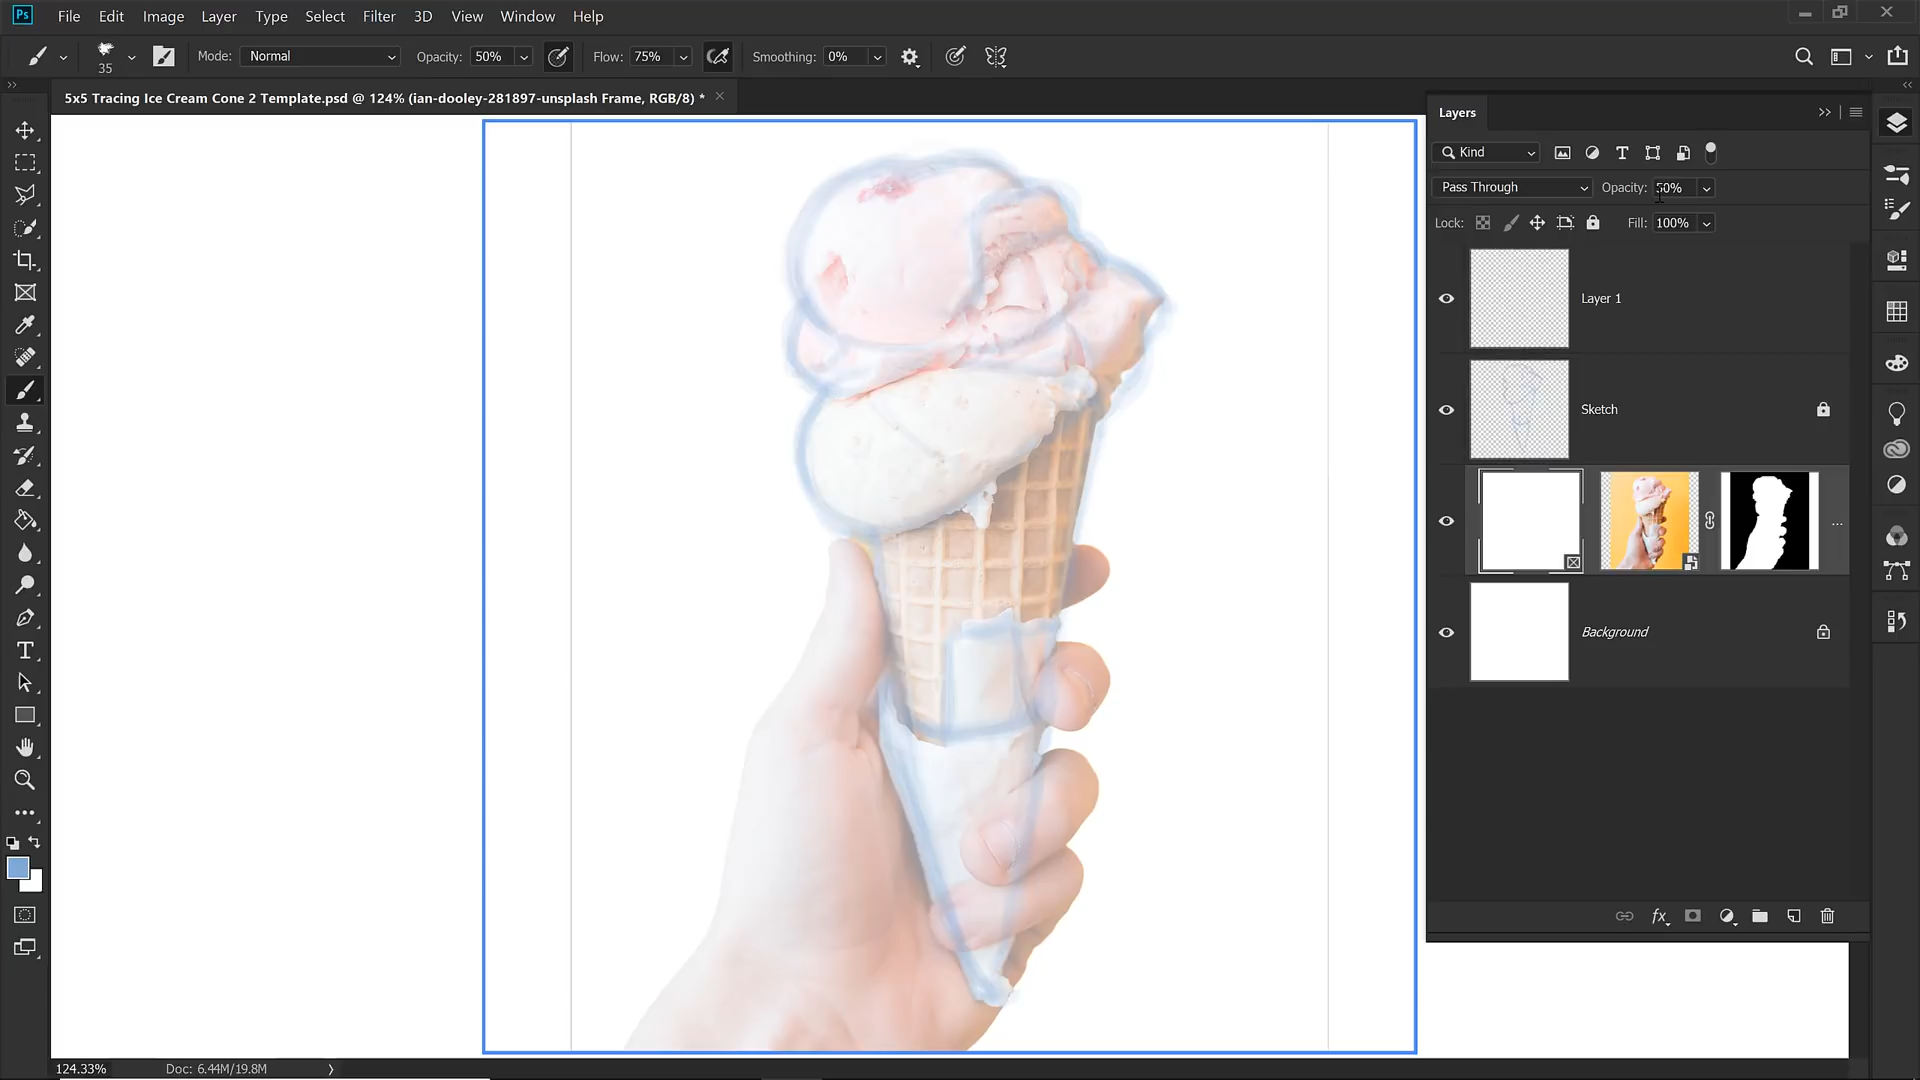 Ps File Edit Image Layer Type Select Filter 3D View Window Help
35 Mode: Normal Opacity: 50% Flow: 75% Smoothing: 0%
5x5 Tracing Ice Cream Cone 2 Template.psd @ 124% (ian-dooley-281897-unsplash Frame, RGB/8) *
Layers
Kind
Pass Through Opacity: 50%
Lock: Fill: 100%
Layer 1
Sketch
...
Background
fx
124.33% Doc: 6.44M/19.8M